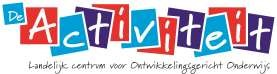 De Activiteit
Landelijk centrum voor Ontwikkelingsgericht Onderwijs